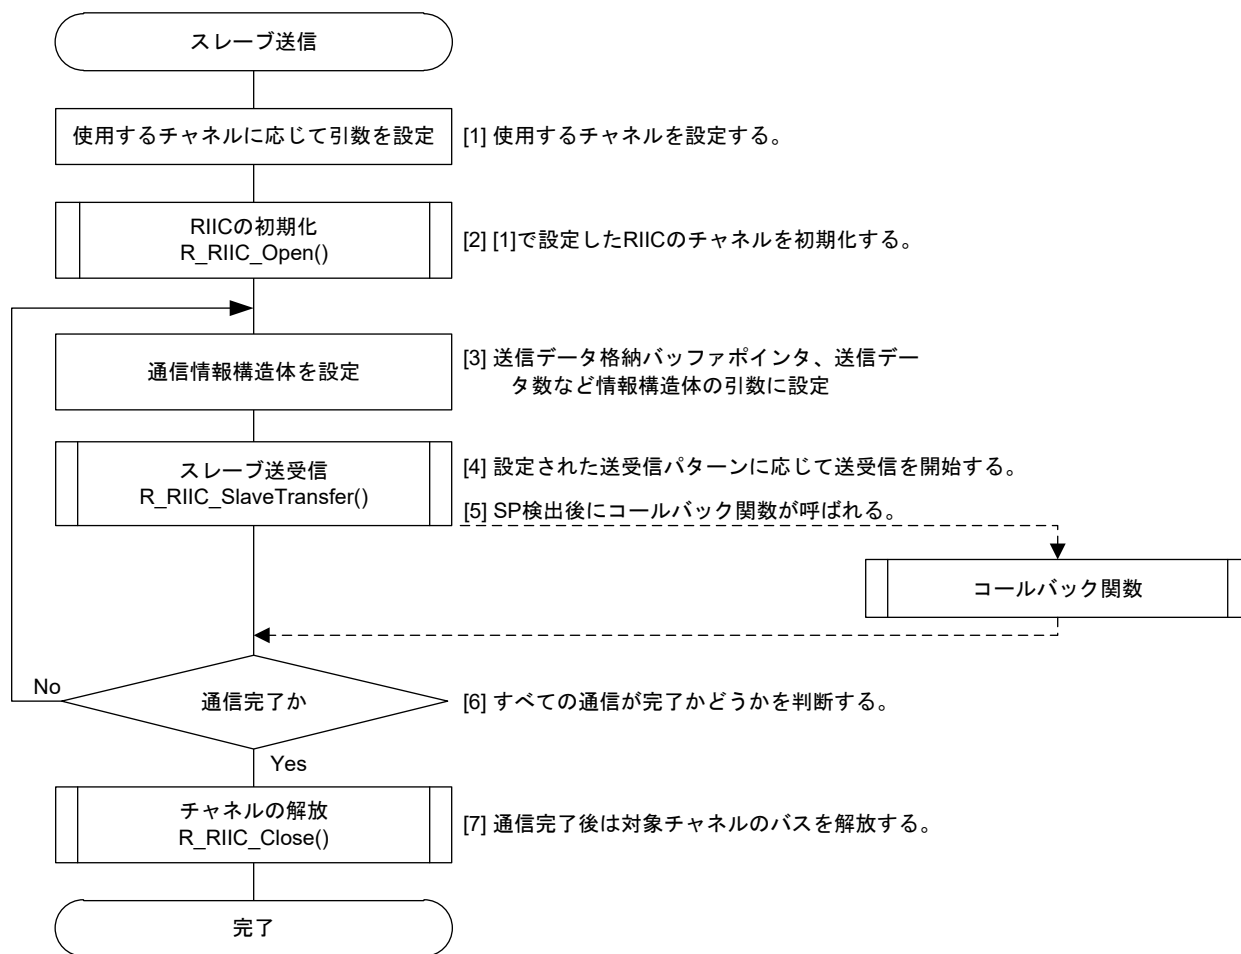 スレーブ送信
使用するチャネルに応じて引数を設定
[1] 使用するチャネルを設定する。
RIICの初期化
R_RIIC_Open()
[2] [1]で設定したRIICのチャネルを初期化する。
通信情報構造体を設定
[3] 送信データ格納バッファポインタ、送信デー
タ数など情報構造体の引数に設定
スレーブ送受信
R_RIIC_SlaveTransfer()
[4] 設定された送受信パターンに応じて送受信を開始する。
[5] SP検出後にコールバック関数が呼ばれる。
コールバック関数
No
通信完了か
[6] すべての通信が完了かどうかを判断する。
Yes
チャネルの解放
R_RIIC_Close()
[7] 通信完了後は対象チャネルのバスを解放する。
完了